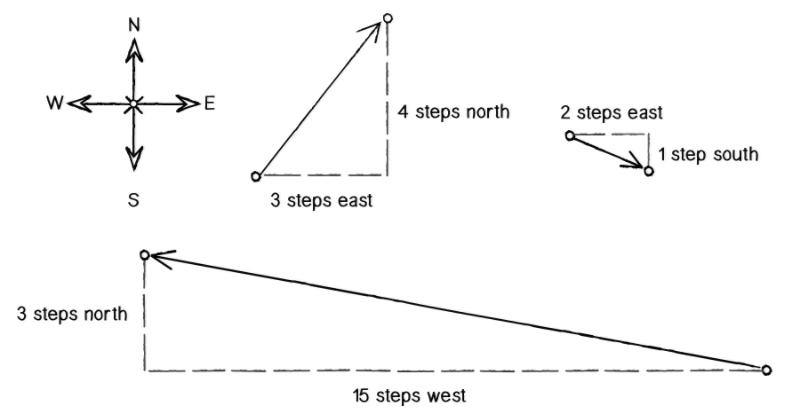 N
W
E
S
4 steps north
3 steps east
2 steps east
1 step south
3 steps north
15 steps west